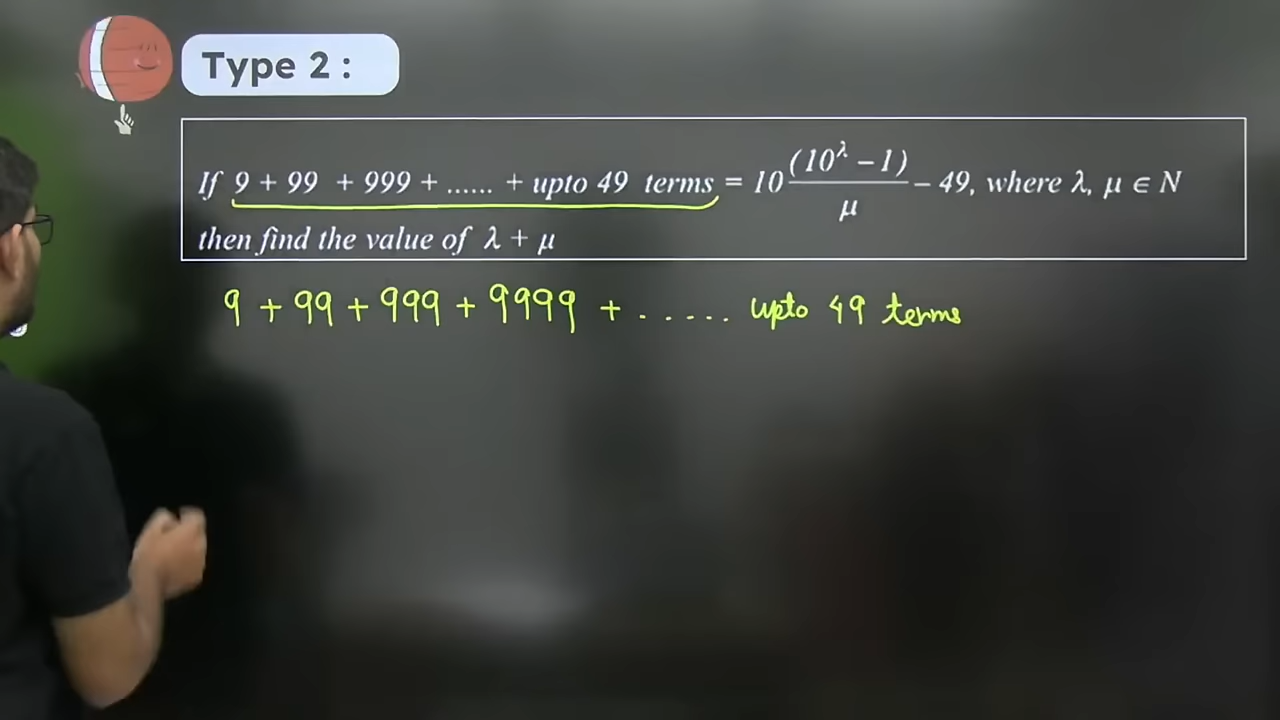 Type 2 :
If 9 + 99 + 999 + ...... + upto 49 terms = 10 (10^λ – 1)/μ – 49, where λ, μ ∈ N
then find the value of λ + μ
9 + 99 + 999 + 9999 + ...... upto 49 terms